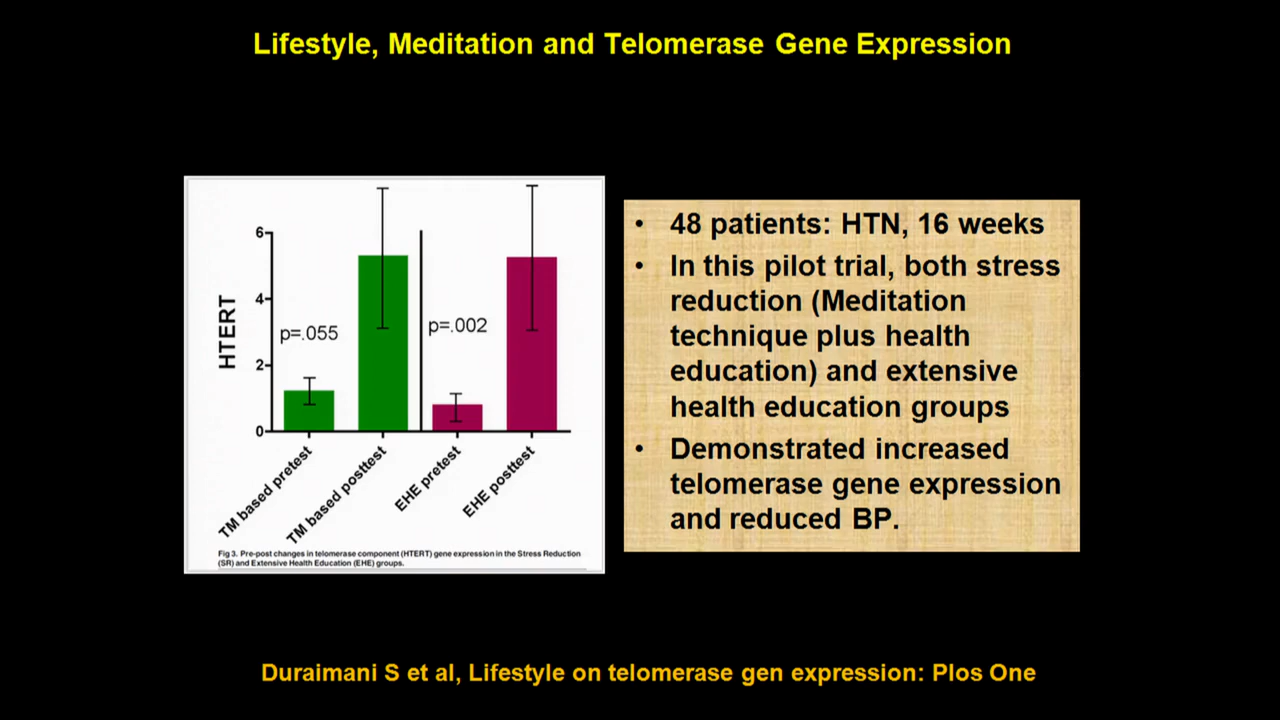 Lifestyle, Meditation and Telomerase Gene Expression
HTERT
6
4
2
0
p=.055
p=.002
TM based pretest
TM based posttest
EHE pretest
EHE posttest
Fig 3. Pre-post changes in telomerase component (HTERT) gene expression in the Stress Reduction
(SR) and Extensive Health Education (EHE) groups.
• 48 patients: HTN, 16 weeks
• In this pilot trial, both stress
reduction (Meditation
technique plus health
education) and extensive
health education groups
• Demonstrated increased
telomerase gene expression
and reduced BP.
Duraimani S et al, Lifestyle on telomerase gen expression: Plos One